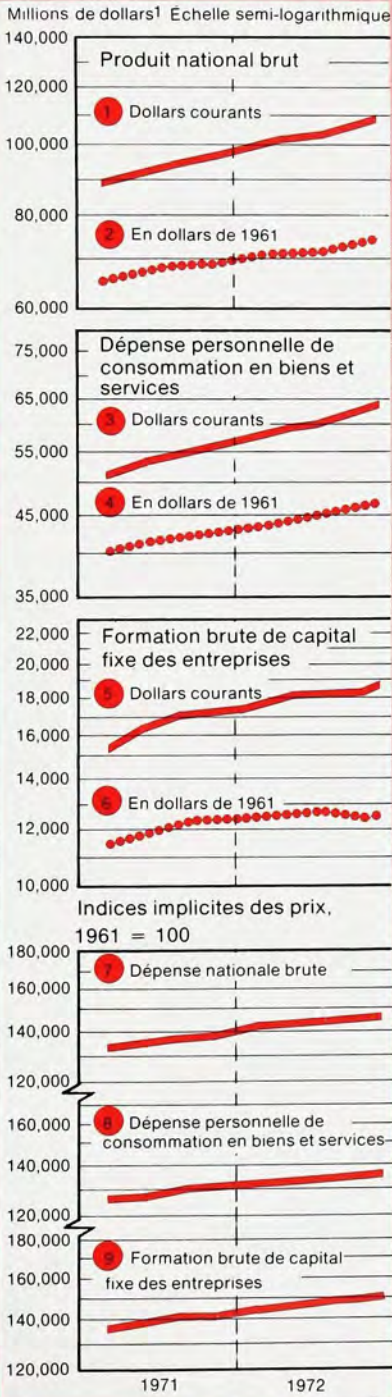 Millions de dollars¹ Échelle semi-logarithmique
140,000
Produit national brut
120,000
1 Dollars courants
100,000
80,000
2 En dollars de 1961
60,000
75,000
Dépense personnelle de
consommation en biens et
services
65,000
3 Dollars courants
55,000
4 En dollars de 1961
45,000
35,000
22,000
Formation brute de capital
fixe des entreprises
20,000
5 Dollars courants
18,000
16,000
14,000
6 En dollars de 1961
12,000
10,000
Indices implicites des prix,
1961 = 100
180,000
7 Dépense nationale brute
160,000
140,000
120,000
8 Dépense personnelle de
consommation en biens et services
160,000
140,000
120,000
180,000
9 Formation brute de capital
fixe des entreprises
160,000
140,000
120,000
1971 1972